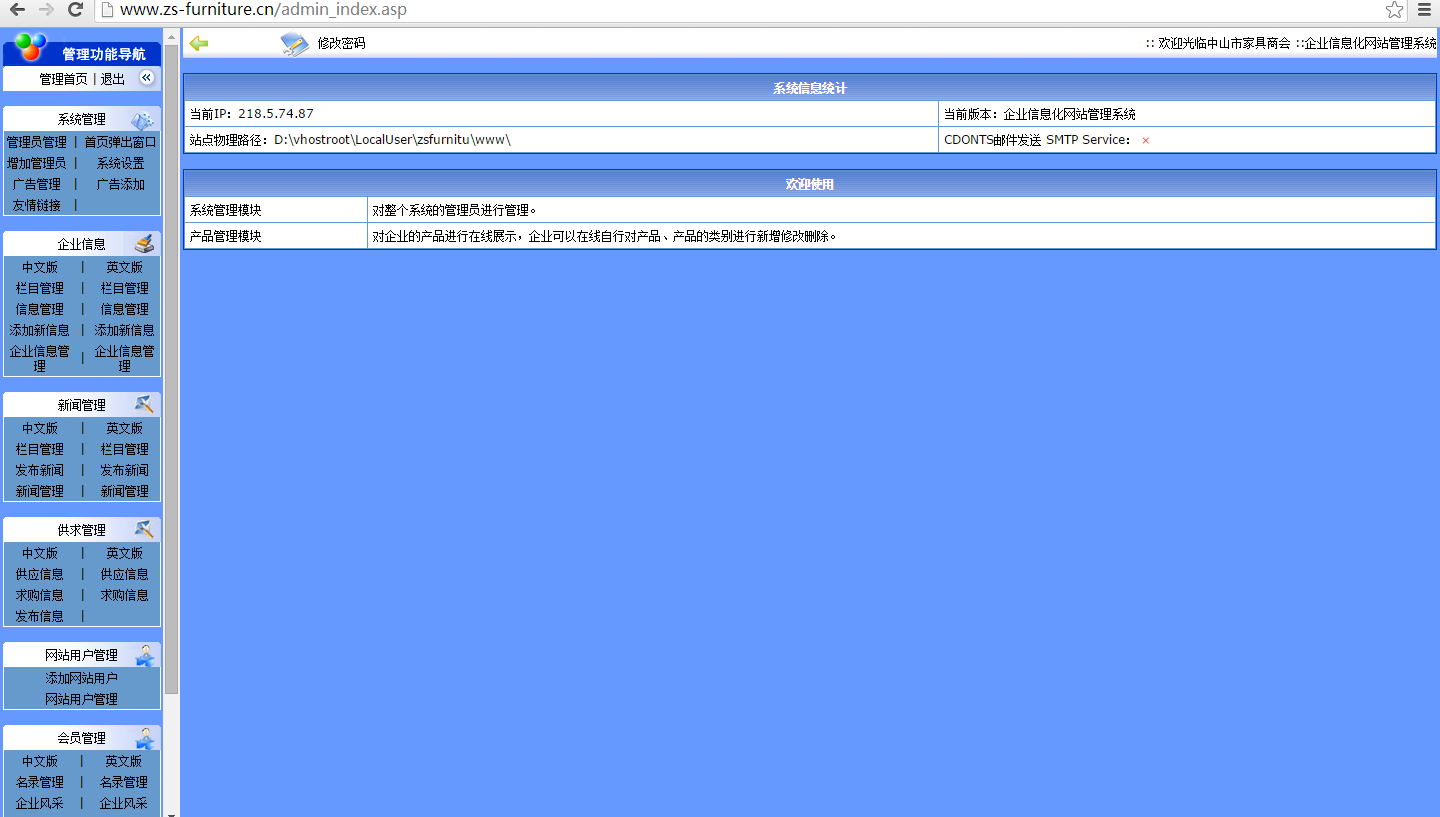 www.zs-furniture.cn/admin_index.asp
管理功能导航
管理首页 | 退出
系统管理
管理员管理 | 首页弹出窗口
增加管理员 | 系统设置
广告管理 | 广告添加
友情链接 |
企业信息
中文版 | 英文版
栏目管理 | 栏目管理
信息管理 | 信息管理
添加新信息 | 添加新信息
企业信息管理 | 企业信息管理
新闻管理
中文版 | 英文版
栏目管理 | 栏目管理
发布新闻 | 发布新闻
新闻管理 | 新闻管理
供求管理
中文版 | 英文版
供应信息 | 供应信息
求购信息 | 求购信息
发布信息 |
网站用户管理
添加网站用户
网站用户管理
会员管理
中文版 | 英文版
名录管理 | 名录管理
企业风采 | 企业风采
修改密码
:: 欢迎光临中山市家具商会 ::企业信息化网站管理系统
系统信息统计
当前IP：218.5.74.87
当前版本：企业信息化网站管理系统
站点物理路径：D:\vhostroot\LocalUser\zsfurnitu\www\
CDONTS邮件发送 SMTP Service： ×
欢迎使用
系统管理模块 对整个系统的管理员进行管理。
产品管理模块 对企业的产品进行在线展示，企业可以在线自行对产品、产品的类别进行新增修改删除。